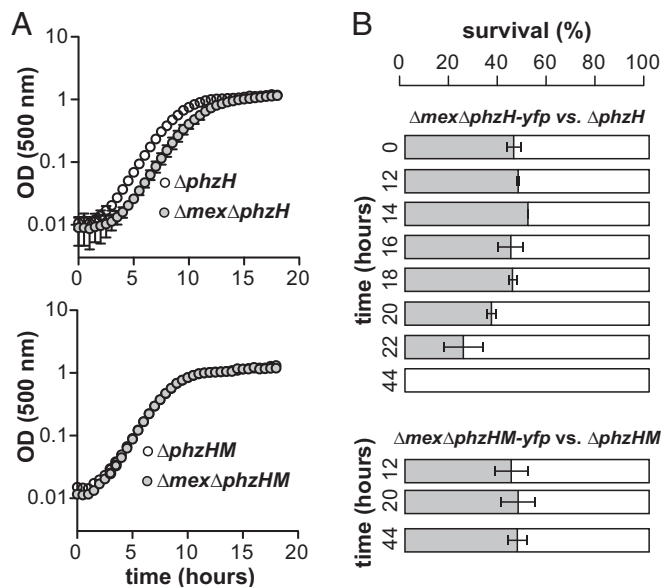 A
10
1
0.1
0.01
OD (500 nm)
ΔphzH
ΔmexΔphzH
0 5 10 15 20
10
1
0.1
0.01
OD (500 nm)
ΔphzHM
ΔmexΔphzHM
0 5 10 15 20
time (hours)
B
survival (%)
0 20 40 60 80 100
ΔmexΔphzH-yfp vs. ΔphzH
time (hours)
0
12
14
16
18
20
22
44
ΔmexΔphzHM-yfp vs. ΔphzHM
time (hours)
12
20
44